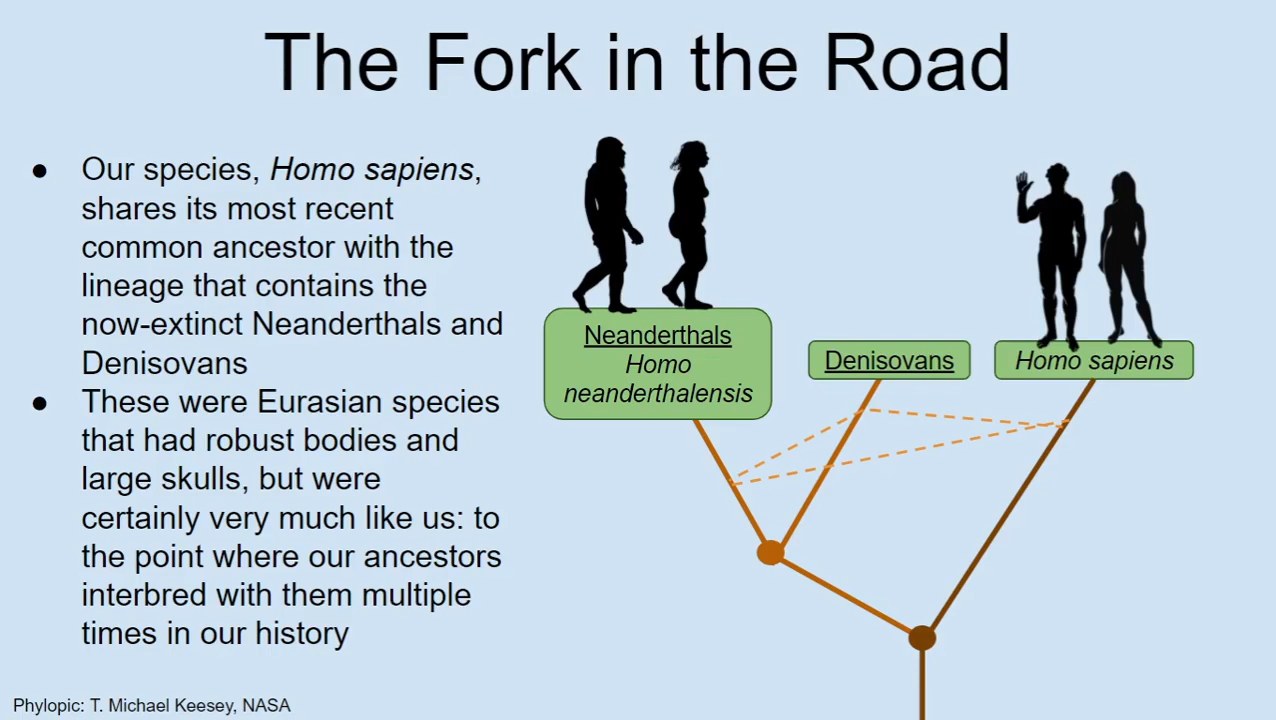 The Fork in the Road
● Our species, Homo sapiens,
shares its most recent
common ancestor with the
lineage that contains the
now-extinct Neanderthals and
Denisovans
● These were Eurasian species
that had robust bodies and
large skulls, but were
certainly very much like us: to
the point where our ancestors
interbred with them multiple
times in our history
Neanderthals
Homo
neanderthalensis
Denisovans
Homo sapiens
Phylopic: T. Michael Keesey, NASA